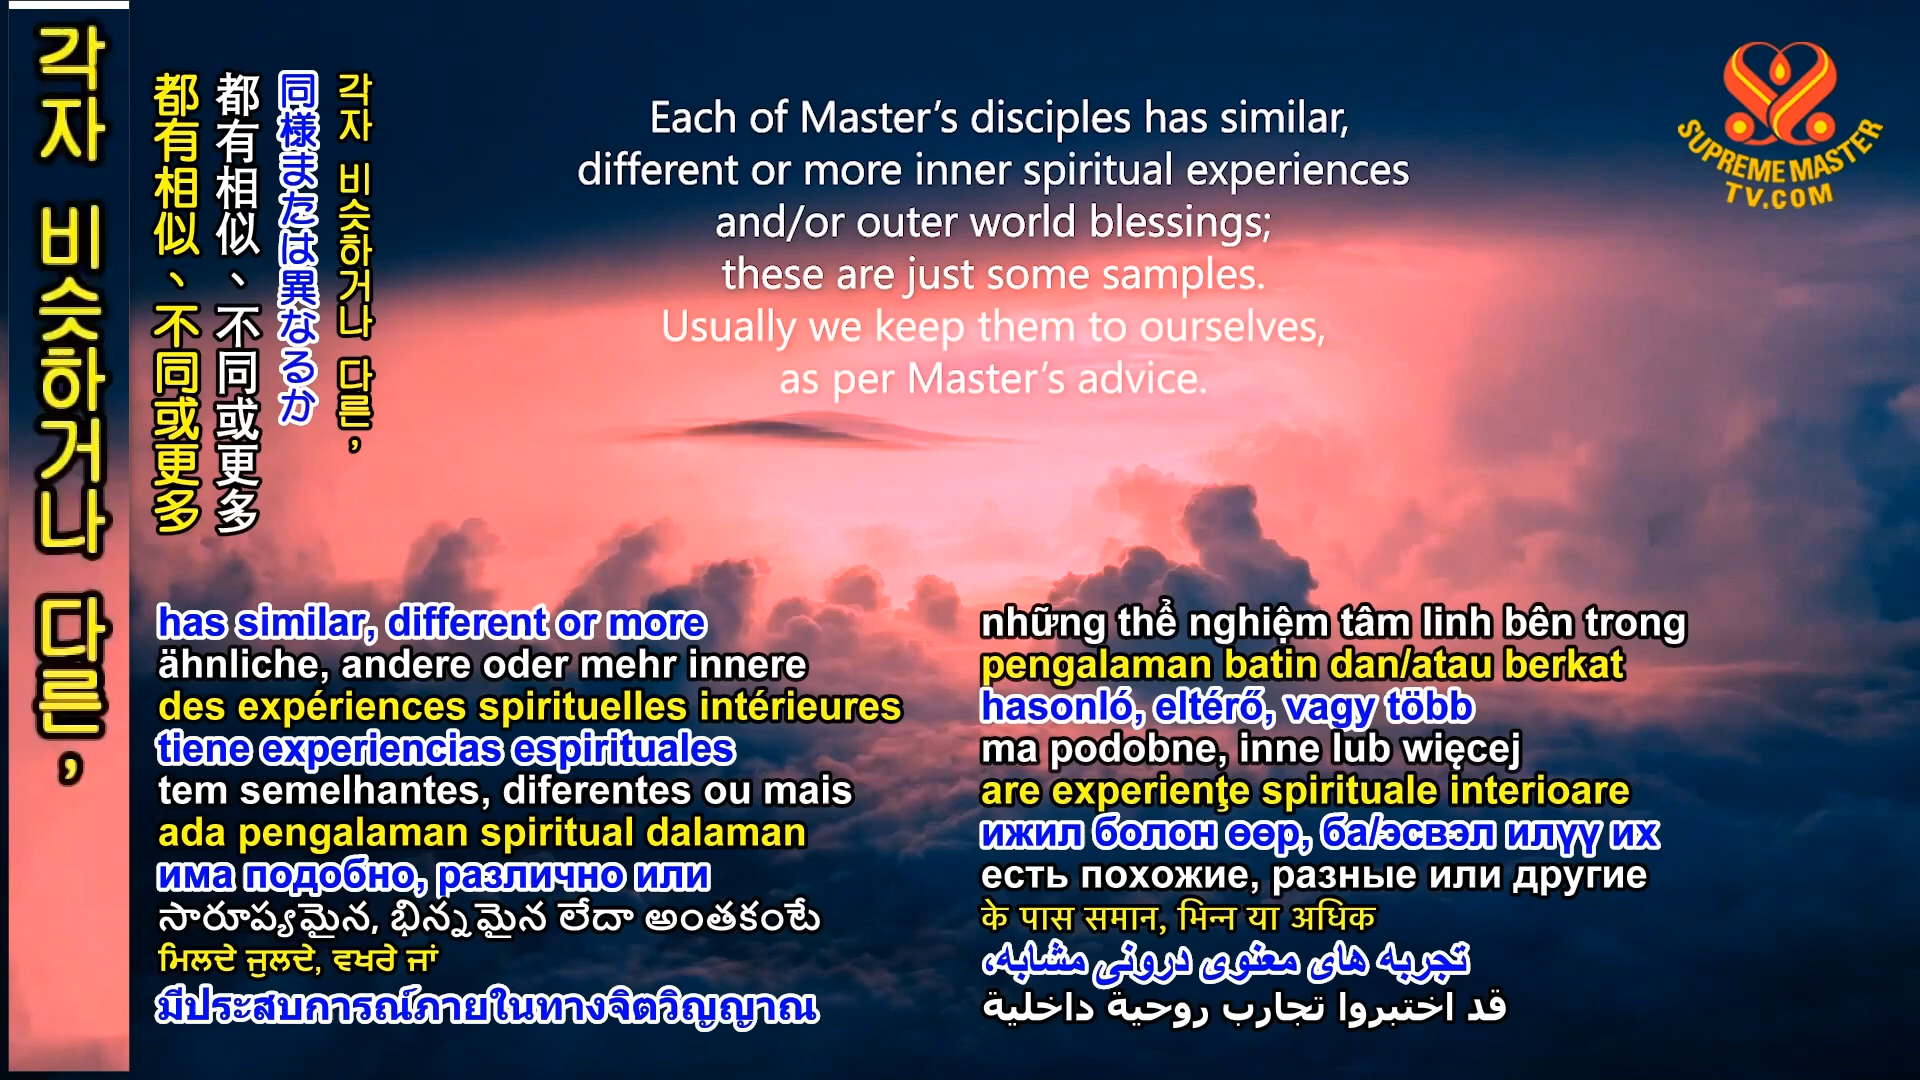 각자 비슷하거나 다른,
都有相似、不同或更多
都有相似、不同或更多
同様または異なるか
각자 비슷하거나 다른,
Each of Master’s disciples has similar,
different or more inner spiritual experiences
and/or outer world blessings;
these are just some samples.
Usually we keep them to ourselves,
as per Master’s advice.
SUPREME MASTER
TV.COM
has similar, different or more
ähnliche, andere oder mehr innere
des expériences spirituelles intérieures
tiene experiencias espirituales
tem semelhantes, diferentes ou mais
ada pengalaman spiritual dalaman
има подобно, различно или
సారూప్యమైన, భిన్నమైన లేదా అంతకంటే
ਮਿਲਦੇ ਜੁਲਦੇ, ਵਖਰੇ ਜਾਂ
มีประสบการณ์ภายในทางจิตวิญญาณ
những thể nghiệm tâm linh bên trong
pengalaman batin dan/atau berkat
hasonló, eltérő, vagy több
ma podobne, inne lub więcej
are experienţe spirituale interioare
ижил болон өөр, ба/эсвэл илүү их
есть похожие, разные или другие
के पास समान, भिन्न या अधिक
تجربه های معنوی درونی مشابه،
قد اختبروا تجارب روحية داخلية